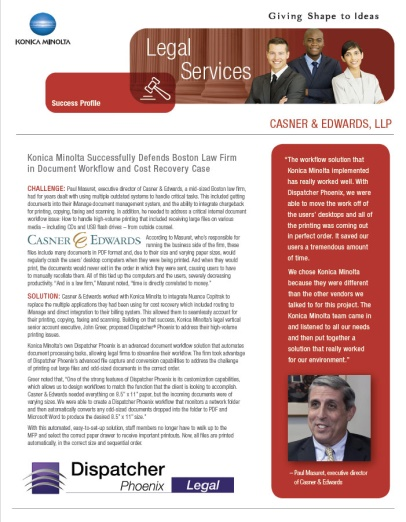 Giving Shape to Ideas
KONICA MINOLTA
Legal
Services
Success Profile
CASNER & EDWARDS, LLP
Konica Minolta Successfully Defends Boston Law Firm
in Document Workflow and Cost Recovery Case
CHALLENGE: Paul Masuret, executive director of Casner & Edwards, a mid-sized Boston law firm,
had for years dealt with using multiple outdated systems to handle critical tasks. This included getting
documents into their iManage document management system, and the ability to integrate chargeback
for printing, copying, faxing and scanning. In addition, he needed to address a critical internal document
workflow issue: How to handle high-volume printing that included receiving large files on various
media – including CDs and USB flash drives – from outside counsel.
CASNER & EDWARDS
According to Masuret, who's responsible for
running the business side of the firm, these
files include many documents in PDF format and, due to their size and varying paper sizes, would
regularly crash the users' desktop computers when they were being printed. And when they would
print, the documents would never exit in the order in which they were sent, causing users to have
to manually recollate them. All of this tied up the computers and the users, severely decreasing
productivity. "And in a law firm," Masuret noted, "time is directly correlated to money."
SOLUTION: Casner & Edwards worked with Konica Minolta to integrate Nuance Copitrak to
replace the multiple applications they had been using for cost recovery which included routing to
iManage and direct integration to their billing system. This allowed them to seamlessly account for
their printing, copying, faxing and scanning. Building on that success, Konica Minolta's legal vertical
senior account executive, John Greer, proposed Dispatcher® Phoenix to address their high-volume
printing issues.
Konica Minolta's own Dispatcher Phoenix is an advanced document workflow solution that automates
document processing tasks, allowing legal firms to streamline their workflow. The firm took advantage
of Dispatcher Phoenix's advanced file capture and conversion capabilities to address the challenge
of printing out large files and odd-sized documents in the correct order.
Greer noted that, "One of the strong features of Dispatcher Phoenix is its customization capabilities,
which allows us to design workflows to match the function that the client is looking to accomplish.
Casner & Edwards needed everything on 8.5" x 11" paper, but the incoming documents were of
varying sizes. We were able to create a Dispatcher Phoenix workflow that monitors a network folder
and then automatically converts any odd-sized documents dropped into the folder to PDF and
Microsoft Word to produce the desired 8.5" x 11" size."
With this automated, easy-to-set-up solution, staff members no longer have to walk up to the
MFP and select the correct paper drawer to receive important printouts. Now, all files are printed
automatically, in the correct size and sequential order.
Dispatcher
Phoenix
Legal
"The workflow solution that
Konica Minolta implemented
has really worked well. With
Dispatcher Phoenix, we were
able to move the work off of
the users' desktops and all of
the printing was coming out
in perfect order. It saved our
users a tremendous amount
of time.
We chose Konica Minolta
because they were different
than the other vendors we
talked to for this project. The
Konica Minolta team came in
and listened to all our needs
and then put together a
solution that really worked
for our environment."
– Paul Masuret, executive director
of Casner & Edwards